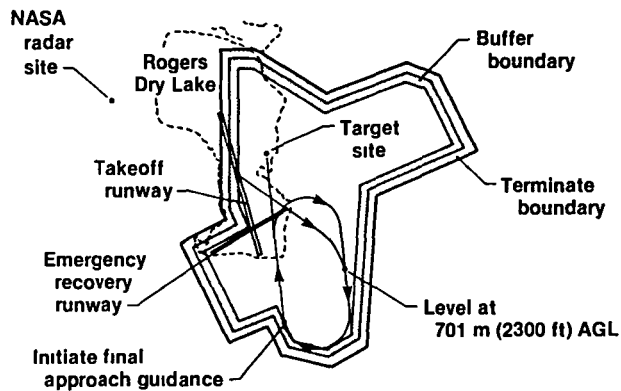 NASA
radar
site
Rogers
Dry Lake
Buffer
boundary
Target
site
Takeoff
runway
Terminate
boundary
Emergency
recovery
runway
Level at
701 m (2300 ft) AGL
Initiate final
approach guidance